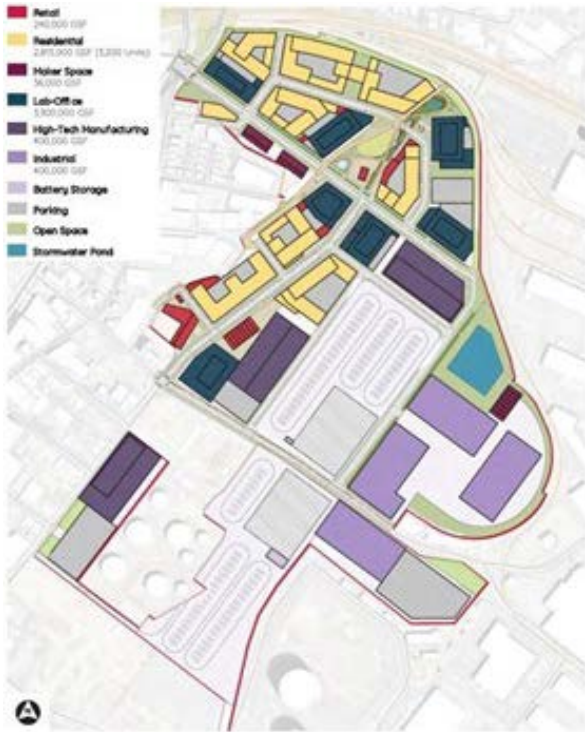 Retail
240,000 GSF
Residential
2,815,000 GSF (3,200 Units)
Maker Space
36,000 GSF
Lab-Office
3,800,000 GSF
High-Tech Manufacturing
400,000 GSF
Industrial
400,000 GSF
Battery Storage
Parking
Open Space
Stormwater Pond